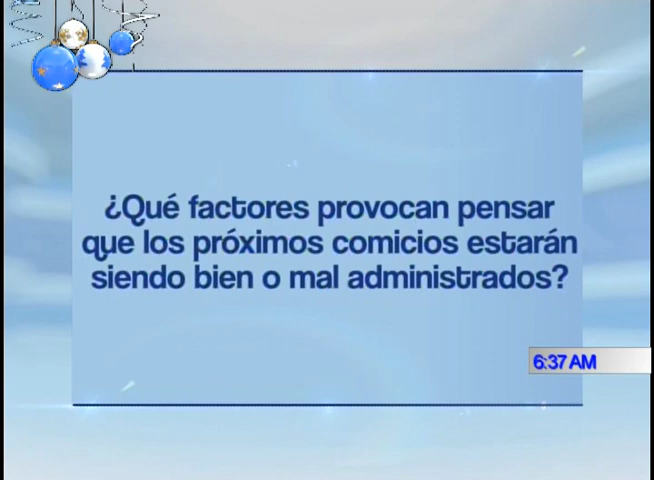 ¿Qué factores provocan pensar
que los próximos comicios estarán
siendo bien o mal administrados?
6:37 AM